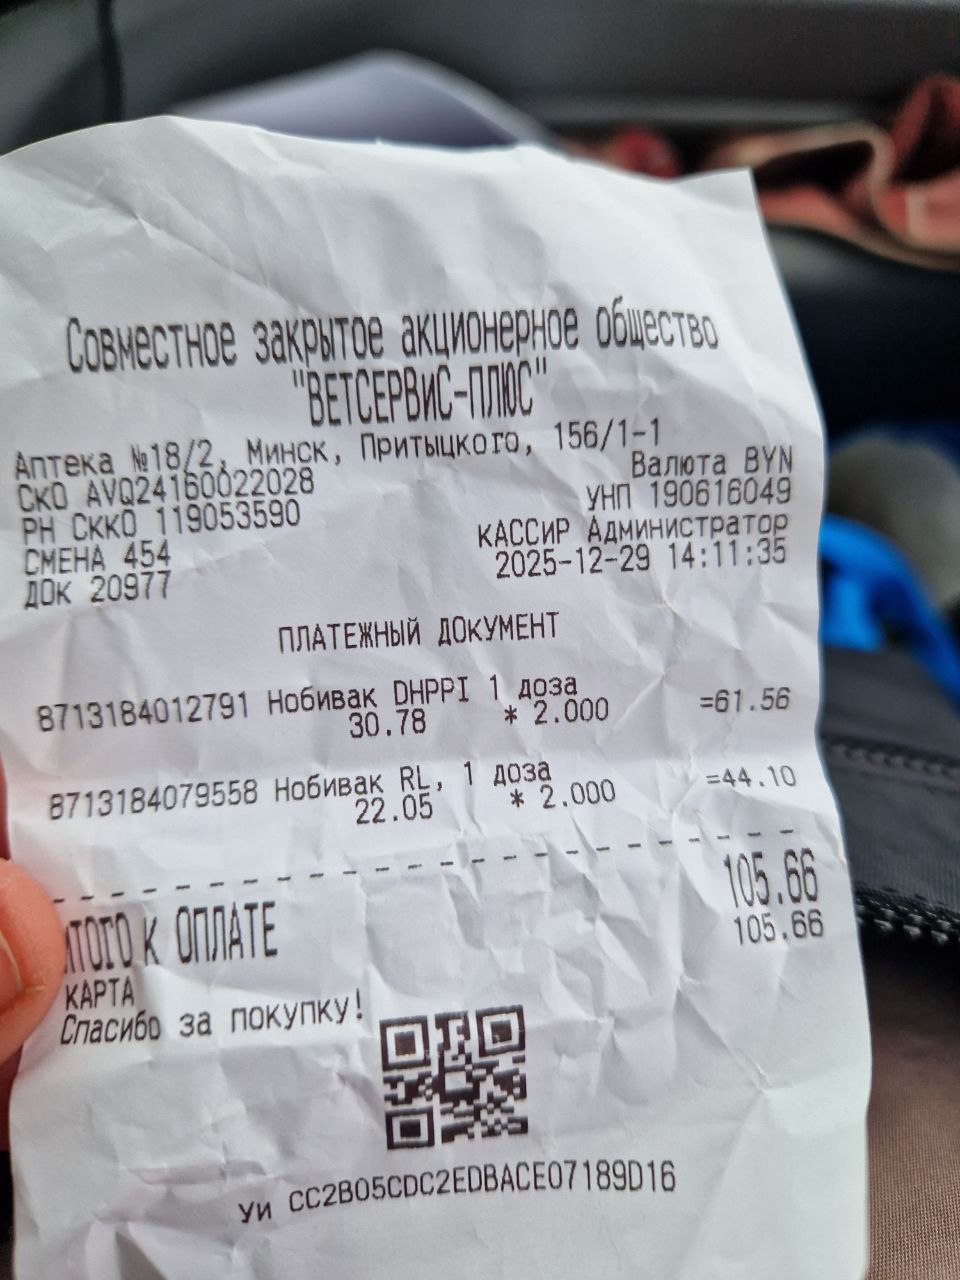 Совместное закрытое акционерное общество
"ВЕТСЕРВИС-ПЛЮС"
Аптека №18/2, Минск, Притыцкого, 156/1-1
Валюта BYN
СКО AVQ24160022028
УНП 190616049
РН СККО 119053590
КАССИР Администратор
СМЕНА 454
2025-12-29 14:11:35
ДОК 20977
ПЛАТЕЖНЫЙ ДОКУМЕНТ
8713184012791 Нобивак DHPPI 1 доза
30.78 * 2.000 =61.56
8713184079558 Нобивак RL, 1 доза
22.05 * 2.000 =44.10
ИТОГО К ОПЛАТЕ 105.66
КАРТА 105.66
Спасибо за покупку!
УИ CC2B05CDC2EDBACE07189D16